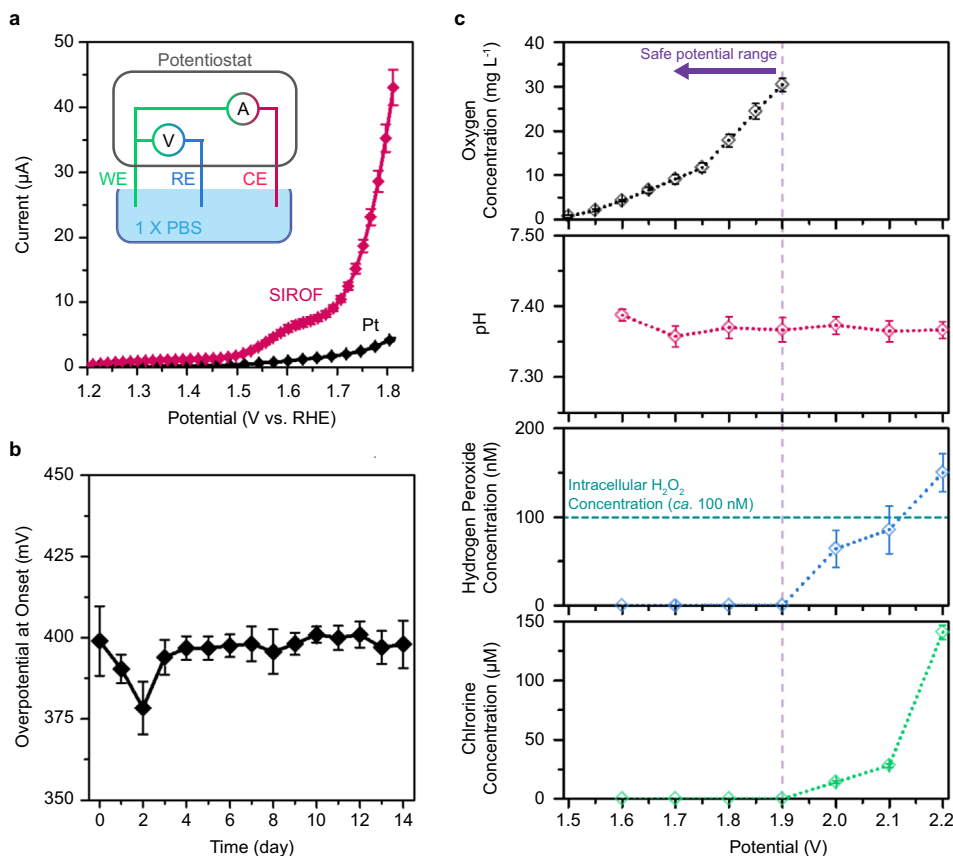 a
50
40
30
20
10
0
Current (µA)
Potentiostat
A
V
WE
RE
CE
1 X PBS
SIROF
Pt
1.2
1.3
1.4
1.5
1.6
1.7
1.8
Potential (V vs. RHE)
b
450
425
400
375
350
Overpotential at Onset (mV)
0
2
4
6
8
10
12
14
Time (day)
c
40
30
20
10
0
Oxygen
Concentration (mg L⁻¹)
Safe potential range
7.50
7.40
7.30
pH
200
150
100
50
0
Hydrogen Peroxide
Concentration (nM)
Intracellular H₂O₂
Concentration (ca. 100 nM)
150
100
50
0
Chlrorine
Concentration (µM)
1.5
1.6
1.7
1.8
1.9
2.0
2.1
2.2
Potential (V)